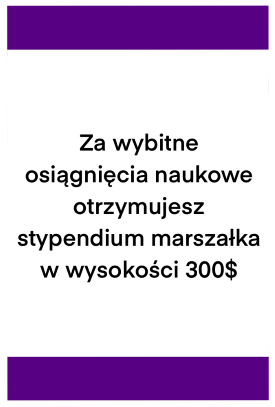 Za wybitne
osiągnięcia naukowe
otrzymujesz
stypendium marszałka
w wysokości 300$